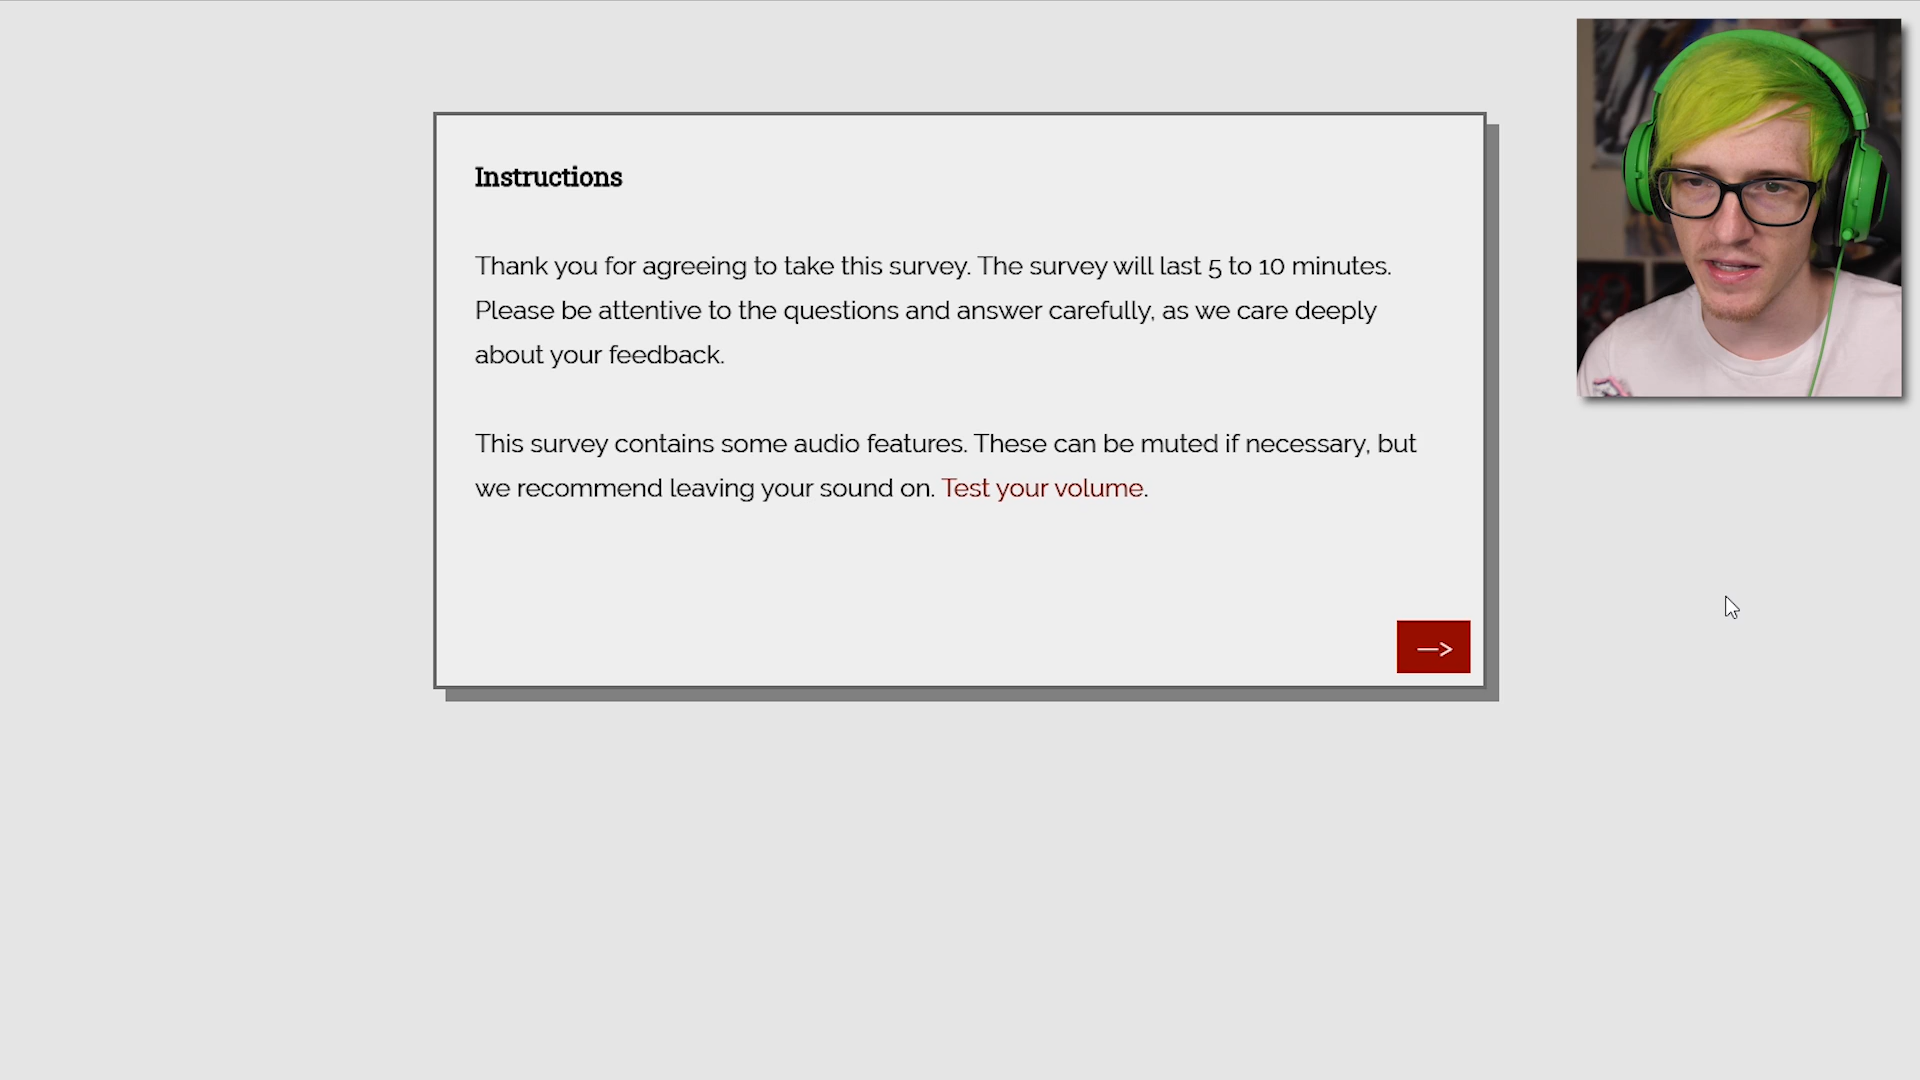 Instructions
Thank you for agreeing to take this survey. The survey will last 5 to 10 minutes.
Please be attentive to the questions and answer carefully, as we care deeply
about your feedback.
This survey contains some audio features. These can be muted if necessary, but
we recommend leaving your sound on. Test your volume.
—>